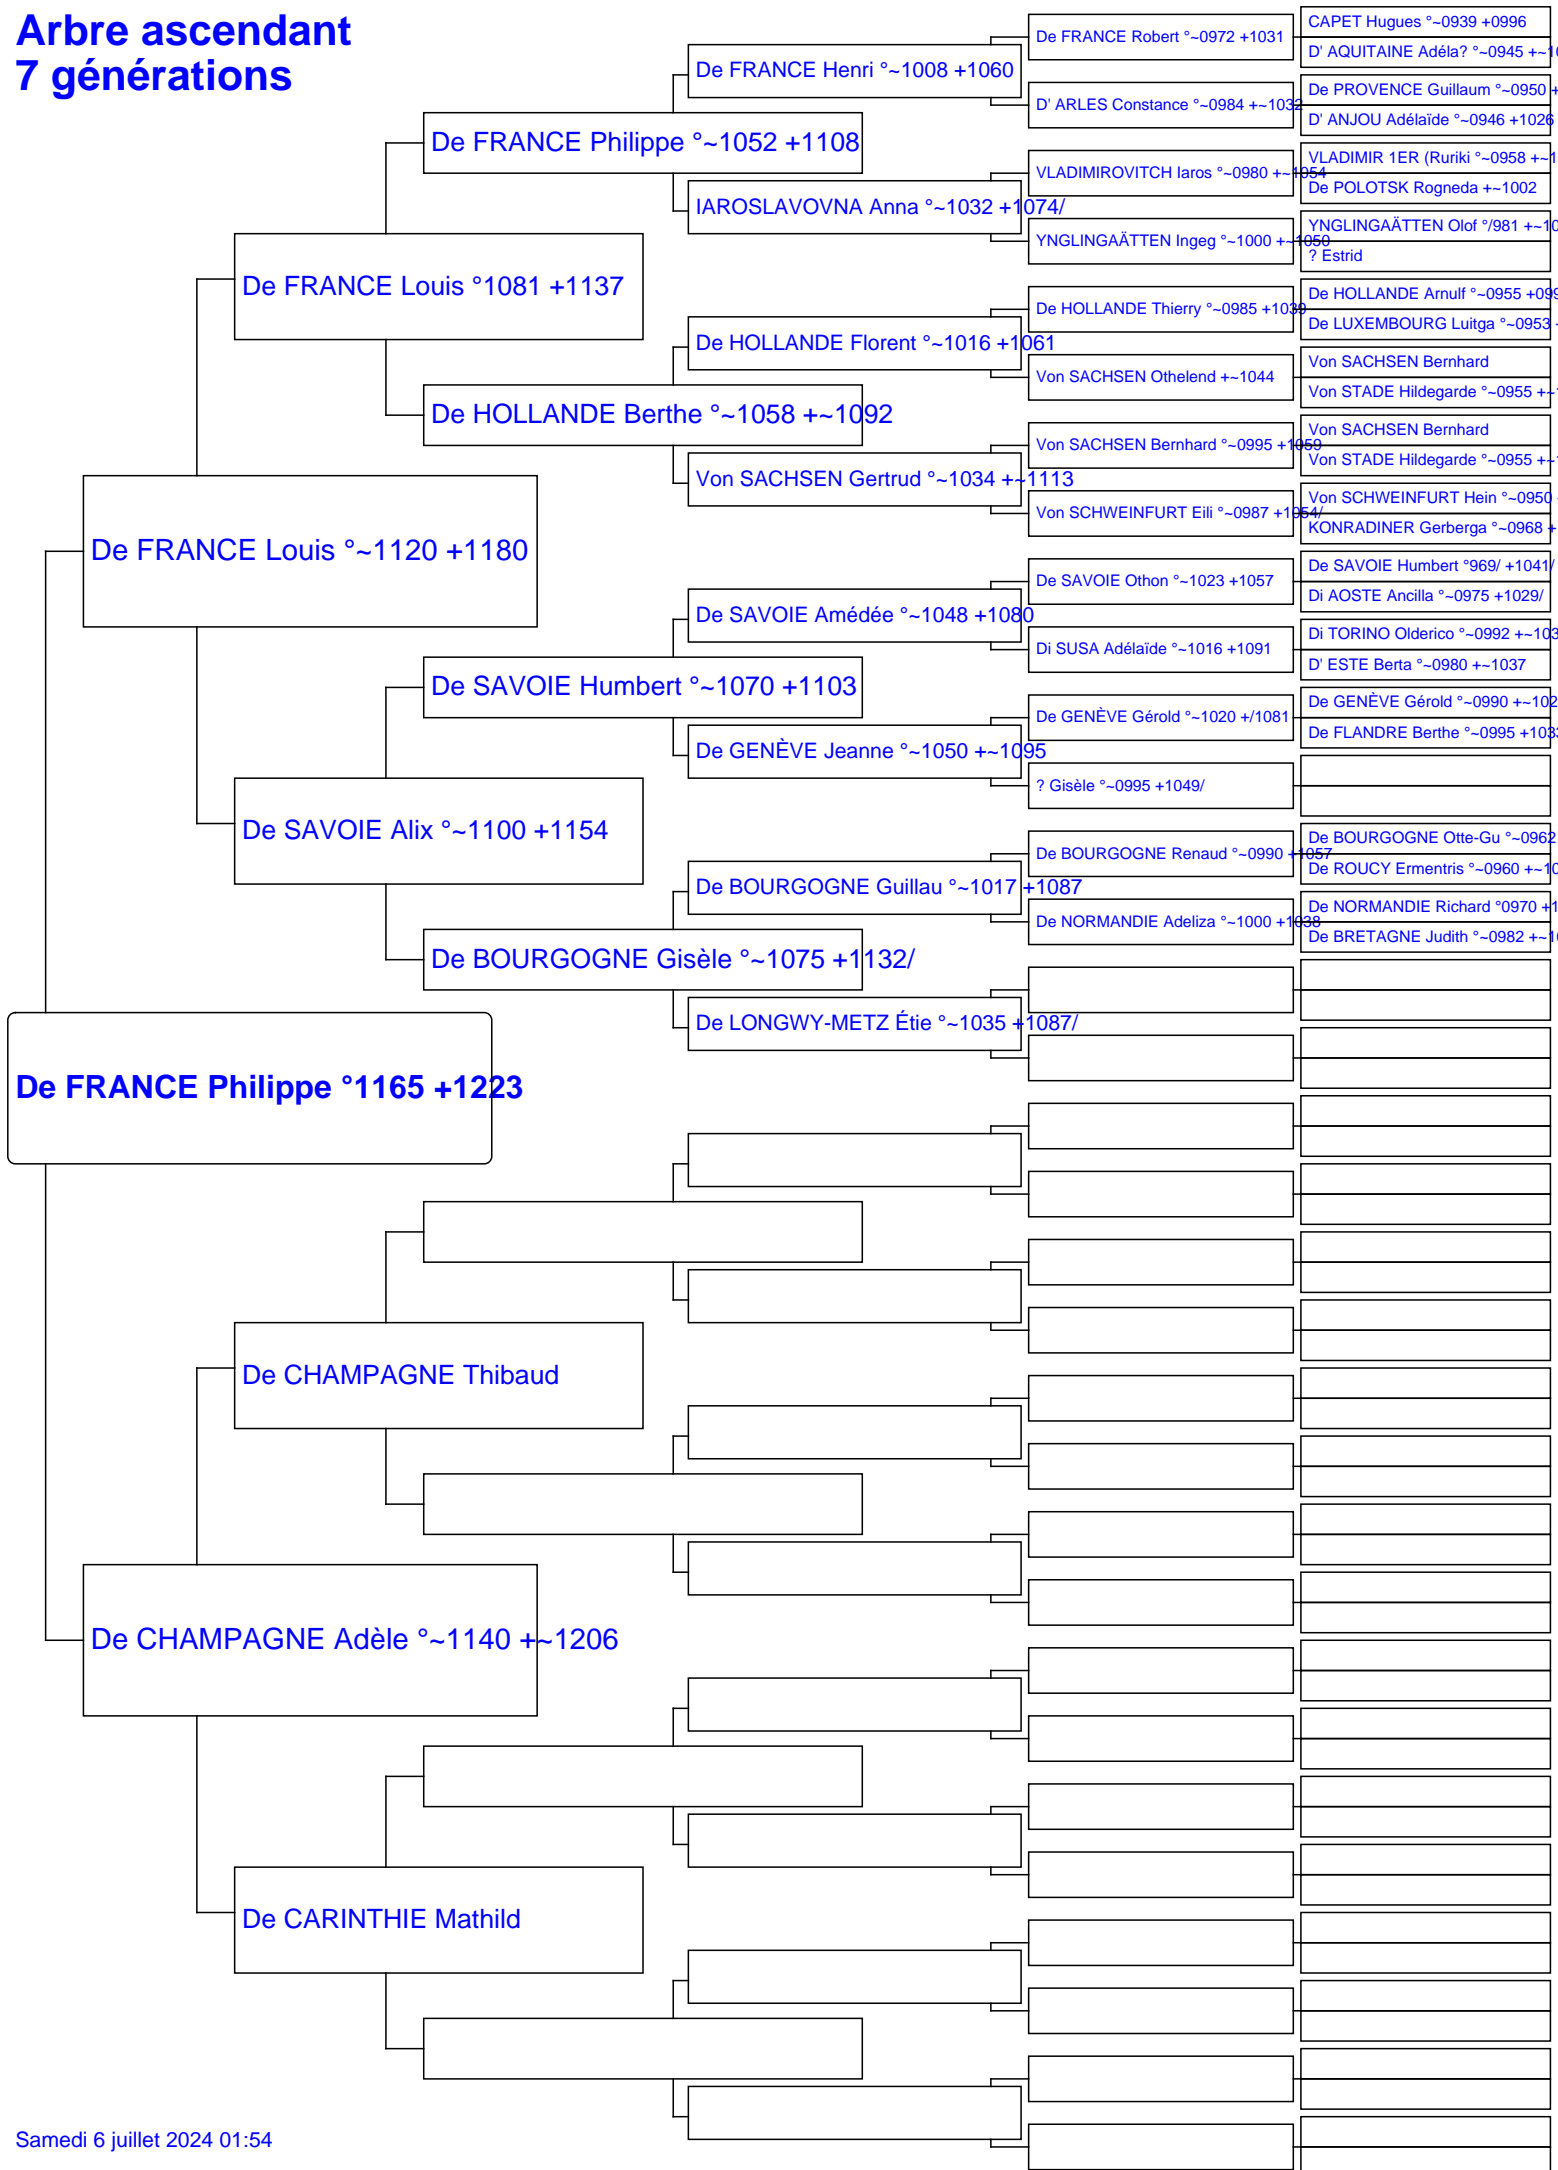 Arbre ascendant
7 générations
De FRANCE Philippe °1165 +1223
De FRANCE Louis °~1120 +1180
De CHAMPAGNE Adèle °~1140 +~1206
De FRANCE Louis °1081 +1137
De SAVOIE Alix °~1100 +1154
De CHAMPAGNE Thibaud
De CARINTHIE Mathild
De FRANCE Philippe °~1052 +1108
De HOLLANDE Berthe °~1058 +~1092
De SAVOIE Humbert °~1070 +1103
De BOURGOGNE Gisèle °~1075 +1132/
De FRANCE Henri °~1008 +1060
IAROSLAVOVNA Anna °~1032 +1074/
De HOLLANDE Florent °~1016 +1061
Von SACHSEN Gertrud °~1034 +~1113
De SAVOIE Amédée °~1048 +1080
De GENÈVE Jeanne °~1050 +~1095
De BOURGOGNE Guillau °~1017 +1087
De LONGWY-METZ Étie °~1035 +1087/
De FRANCE Robert °~0972 +1031
D' ARLES Constance °~0984 +~1032
VLADIMIROVITCH Iaros °~0980 +~1054
YNGLINGAÄTTEN Ingeg °~1000 +~1050
De HOLLANDE Thierry °~0985 +1039
Von SACHSEN Othelend +~1044
Von SACHSEN Bernhard °~0995 +1059
Von SCHWEINFURT Eili °~0987 +1054/
De SAVOIE Othon °~1023 +1057
Di SUSA Adélaïde °~1016 +1091
De GENÈVE Gérold °~1020 +/1081
? Gisèle °~0995 +1049/
De BOURGOGNE Renaud °~0990 +1057
De NORMANDIE Adeliza °~1000 +1038
CAPET Hugues °~0939 +0996
D' AQUITAINE Adéla? °~0945 +~10
De PROVENCE Guillaum °~0950 +
D' ANJOU Adélaïde °~0946 +1026
VLADIMIR 1ER (Ruriki °~0958 +~1
De POLOTSK Rogneda +~1002
YNGLINGAÄTTEN Olof °/981 +~10
? Estrid
De HOLLANDE Arnulf °~0955 +099
De LUXEMBOURG Luitga °~0953 +
Von SACHSEN Bernhard
Von STADE Hildegarde °~0955 +~1
Von SACHSEN Bernhard
Von STADE Hildegarde °~0955 +~1
Von SCHWEINFURT Hein °~0950 +
KONRADINER Gerberga °~0968 +
De SAVOIE Humbert °969/ +1041/
Di AOSTE Ancilla °~0975 +1029/
Di TORINO Olderico °~0992 +~103
D' ESTE Berta °~0980 +~1037
De GENÈVE Gérold °~0990 +~102
De FLANDRE Berthe °~0995 +1033
De BOURGOGNE Otte-Gu °~0962
De ROUCY Ermentris °~0960 +~10
De NORMANDIE Richard °0970 +1
De BRETAGNE Judith °~0982 +~10
Samedi 6 juillet 2024 01:54